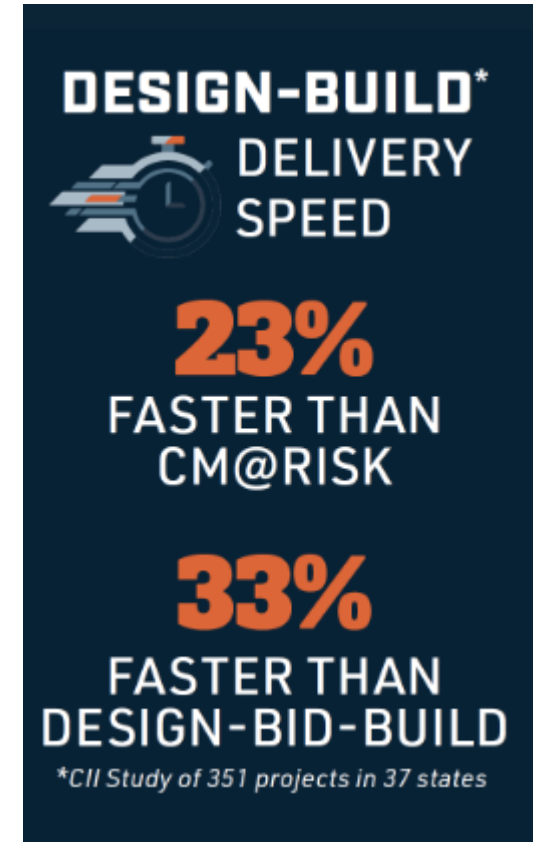 DESIGN-BUILD*
DELIVERY
SPEED
23%
FASTER THAN
CM@RISK
33%
FASTER THAN
DESIGN-BID-BUILD
*CII Study of 351 projects in 37 states